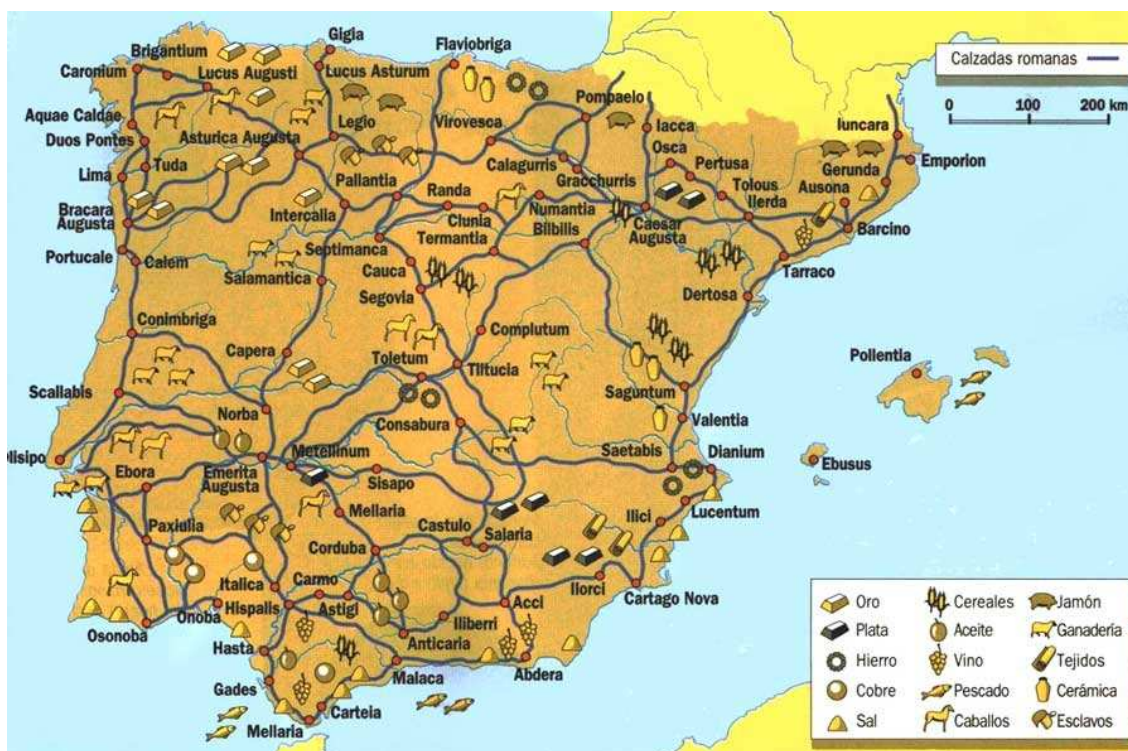 Calzadas romanas
0 100 200 km
Gigia
Flaviobriga
Brigantium
Caronium
Lucus Augusti
Lucus Asturum
Pompaelo
Iacca
Iuncara
Aquae Caldae
Duos Pontes
Asturica Augusta
Legio
Virovesca
Osca
Pertusa
Emporion
Gerunda
Calagurris
Gracchurris
Tuda
Lima
Pallantia
Randa
Clunia
Numantia
Tolous
Ilerda
Ausona
Bracara
Augusta
Intercalia
Termantia
Bilbilis
Caesar
Augusta
Barcino
Portucale
Calem
Septimanca
Cauca
Segovia
Salamantica
Tarraco
Dertosa
Conimbriga
Capera
Complutum
Toletum
Tlitucia
Pollentia
Saguntum
Scallabis
Norba
Consabura
Valentia
lisipo
Ebora
Emerita
Augusta
Metellinum
Sisapo
Saetabis
Dianium
Ebusus
Mellaria
Lucentum
Ilici
Paxiulia
Castulo
Salaria
Corduba
Italica
Carmo
Hispalis
Astigi
Ilorci
Cartago Nova
Acci
Onoba
Osonoba
Iliberri
Anticaria
Hasta
Malaca
Abdera
Gades
Carteia
Mellaria
Oro
Cereales
Jamón
Plata
Aceite
Ganadería
Hierro
Vino
Tejidos
Cobre
Pescado
Cerámica
Sal
Caballos
Esclavos